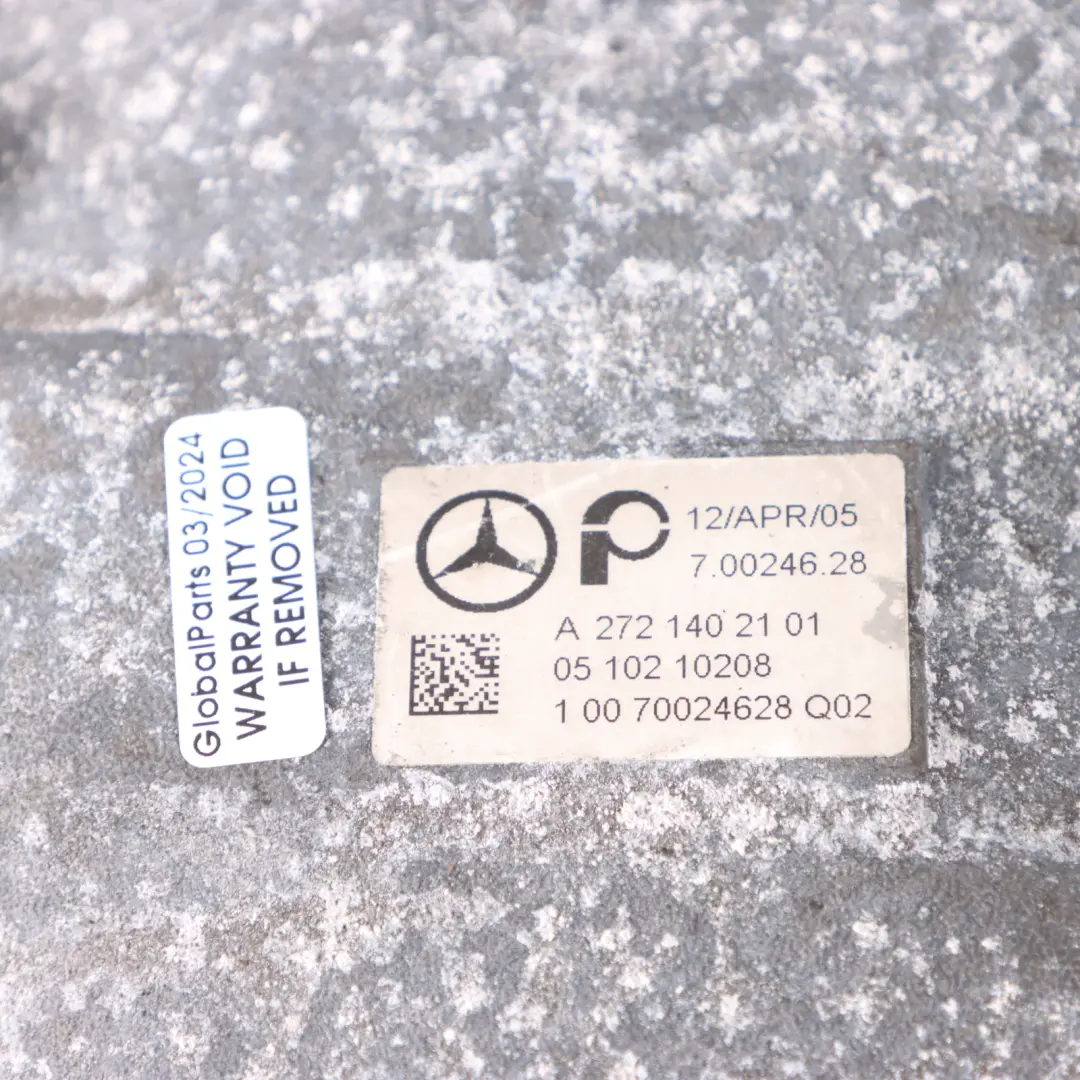 GlobalParts 03/2024
WARRANTY VOID
IF REMOVED
12/APR/05
7.00246.28
A 272 140 21 01
05 102 10208
1 00 70024628 Q02